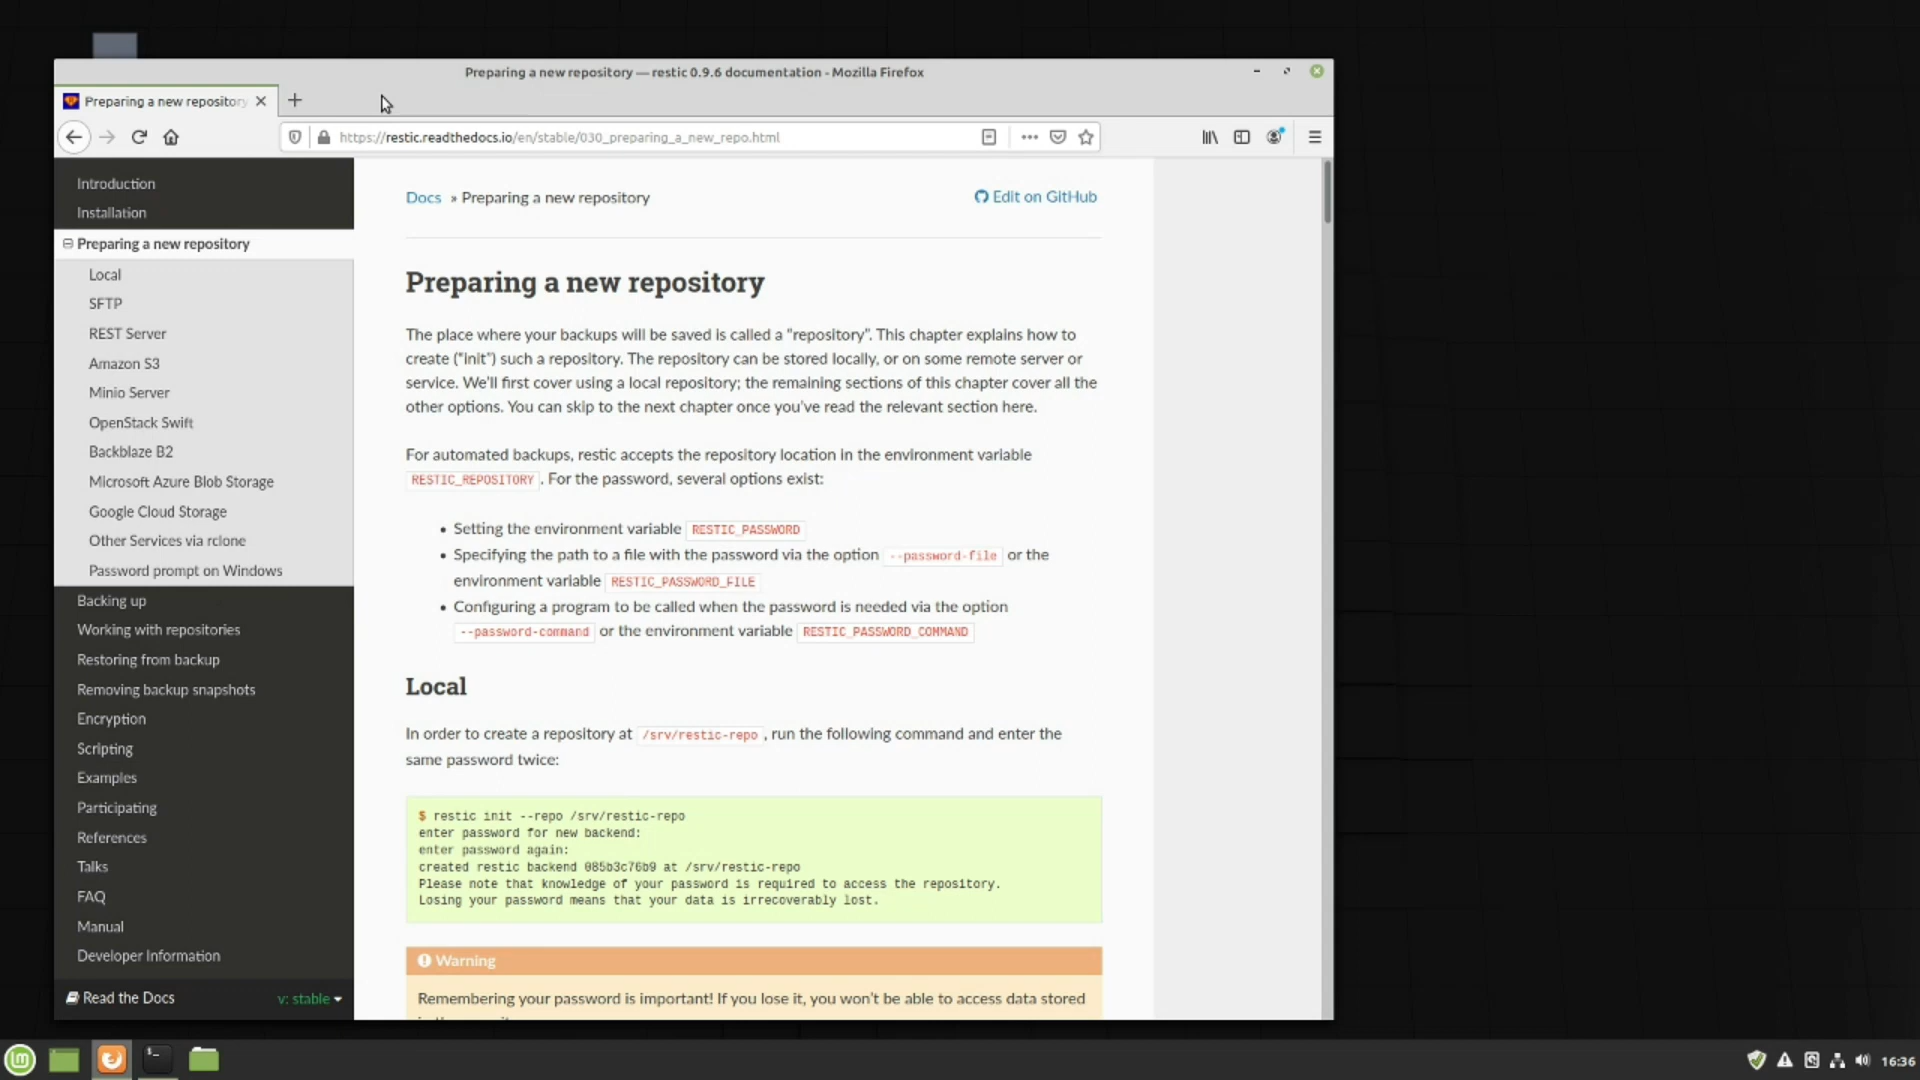 Preparing a new repository — restic 0.9.6 documentation - Mozilla Firefox
Preparing a new repository
https://restic.readthedocs.io/en/stable/030_preparing_a_new_repo.html
Introduction
Installation
Preparing a new repository
Local
SFTP
REST Server
Amazon S3
Minio Server
OpenStack Swift
Backblaze B2
Microsoft Azure Blob Storage
Google Cloud Storage
Other Services via rclone
Password prompt on Windows
Backing up
Working with repositories
Restoring from backup
Removing backup snapshots
Encryption
Scripting
Examples
Participating
References
Talks
FAQ
Manual
Developer Information
Read the Docs v: stable
Docs » Preparing a new repository
Edit on GitHub
Preparing a new repository
The place where your backups will be saved is called a “repository”. This chapter explains how to
create (“init”) such a repository. The repository can be stored locally, or on some remote server or
service. We’ll first cover using a local repository; the remaining sections of this chapter cover all the
other options. You can skip to the next chapter once you’ve read the relevant section here.
For automated backups, restic accepts the repository location in the environment variable
RESTIC_REPOSITORY . For the password, several options exist:
• Setting the environment variable RESTIC_PASSWORD
• Specifying the path to a file with the password via the option --password-file or the
environment variable RESTIC_PASSWORD_FILE
• Configuring a program to be called when the password is needed via the option
--password-command or the environment variable RESTIC_PASSWORD_COMMAND
Local
In order to create a repository at /srv/restic-repo , run the following command and enter the
same password twice:
$ restic init --repo /srv/restic-repo
enter password for new backend:
enter password again:
created restic backend 085b3c76b9 at /srv/restic-repo
Please note that knowledge of your password is required to access the repository.
Losing your password means that your data is irrecoverably lost.
Warning
Remembering your password is important! If you lose it, you won’t be able to access data stored
16:36